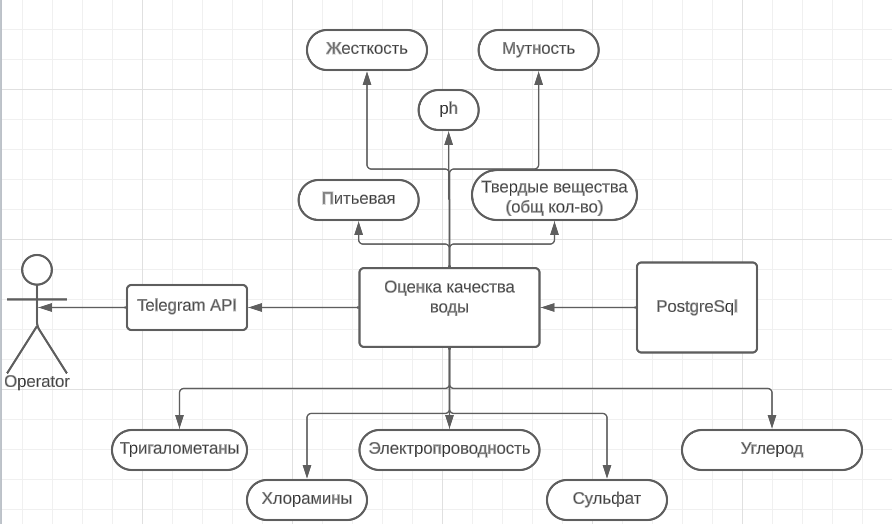 Жесткость
Мутность
ph
Питьевая
Твердые вещества
(общ кол-во)
Оценка качества
воды
Telegram API
PostgreSql
Operator
Тригалометаны
Электропроводность
Углерод
Хлорамины
Сульфат